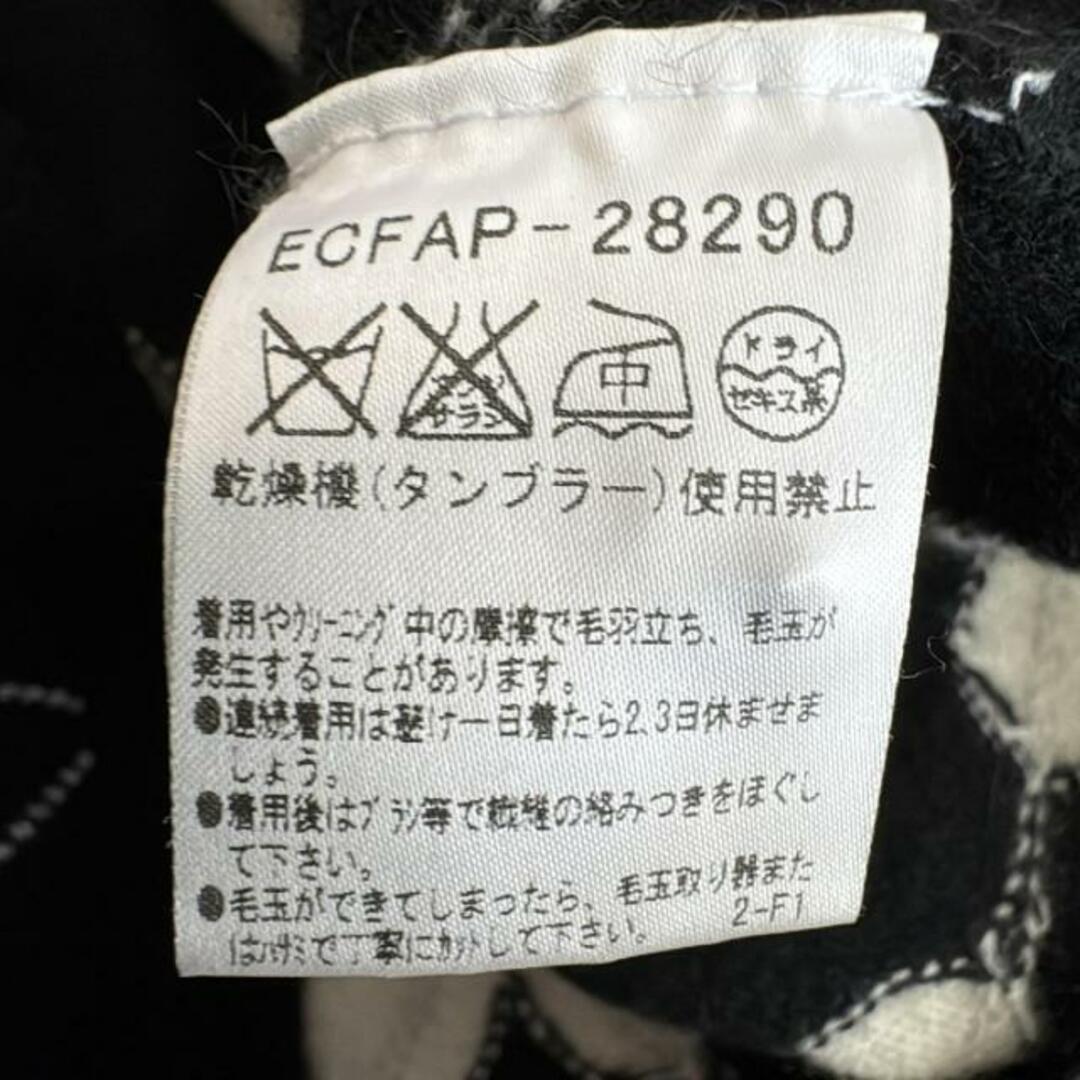 ECFAP-28290
エンソ
サラシ
中
ドライ
セキユ系
乾燥機(タンブラー)使用禁止
着用やクリーニング中の摩擦で毛羽立ち、毛玉が
発生することがあります。
●連続着用は避け一日着たら2.3日休ませま
しょう。
●着用後はブラシ等で繊維の絡みつきをほぐし
て下さい。
●毛玉ができてしまったら、毛玉取り器また
はハサミで丁寧にカットして下さい。
2-F1